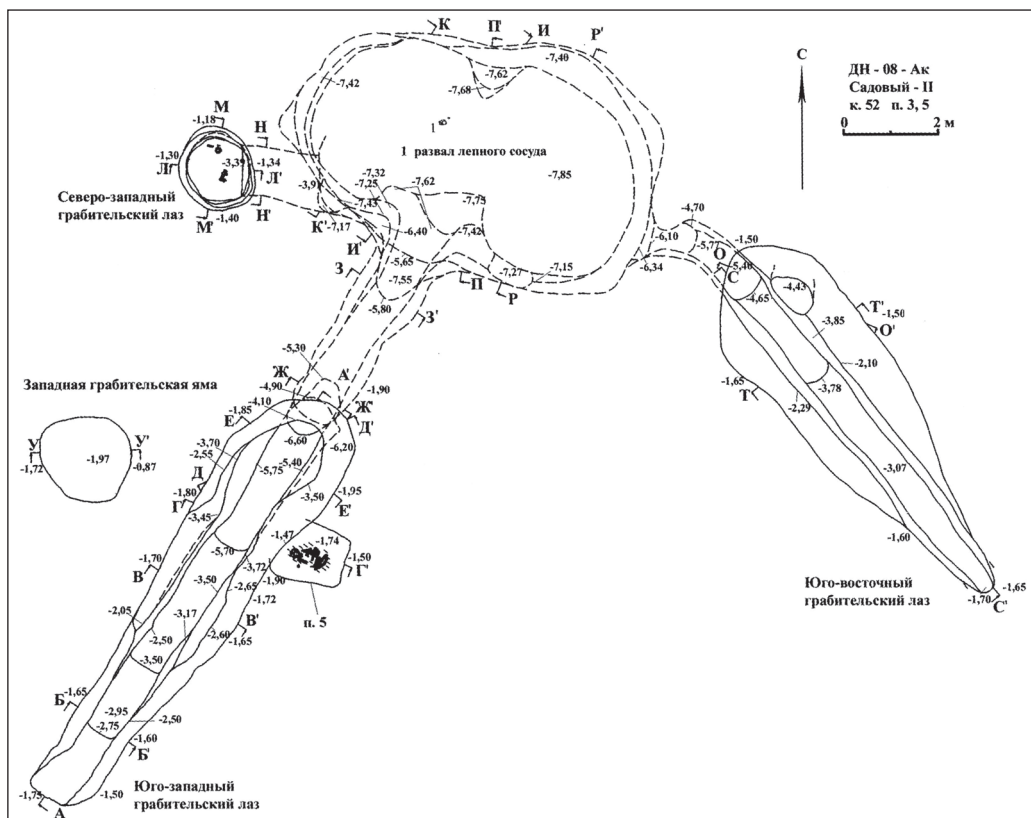 К П' И Р'
-7,40
-7,62
-7,42
-7,68
С
ДН - 08 - Ак
Садовый - II
к. 52 п. 3, 5
0 2 м
М
-1,18
Н
1
1 развал лепного сосуда
-1,30
Л
-3,39
-1,34
Л'
-7,85
-7,32
-7,25
-7,62
-7,43
-7,75
Северо-западный
грабительский лаз
М'
-1,40
Н'
К'
-7,17
-6,40
-7,42
И'
-4,70
-1,50
-6,10
-5,65
З
-7,55
-7,27
-7,15
-6,34
О
С
-5,40
-4,43
-5,80
П
Р
-4,65
З'
Т'
-1,50
О'
-3,85
-2,10
-5,30
Западная грабительская яма
Ж
А'
-4,90
-1,90
-4,10
-1,65
Т
-3,78
-2,29
Е
-1,85
Ж'
Д'
У
У'
-1,72
-1,97
-0,87
-3,70
-2,55
-6,60
-6,20
-5,40
-5,75
-3,07
Д
-1,80
Г
-3,50
-1,95
Е'
-3,45
-1,47
-1,74
-1,50
Г'
-1,60
-5,70
-3,72
-1,90
-1,70
В
-3,50
-2,65
-1,72
п. 5
Юго-восточный
грабительский лаз
-1,70
-1,65
С'
-2,05
-3,17
В'
-2,50
-2,60
-1,65
-3,50
-1,65
Б
-2,95
-2,50
-2,75
-1,60
Б'
-1,75
А
-1,50
Юго-западный
грабительский лаз